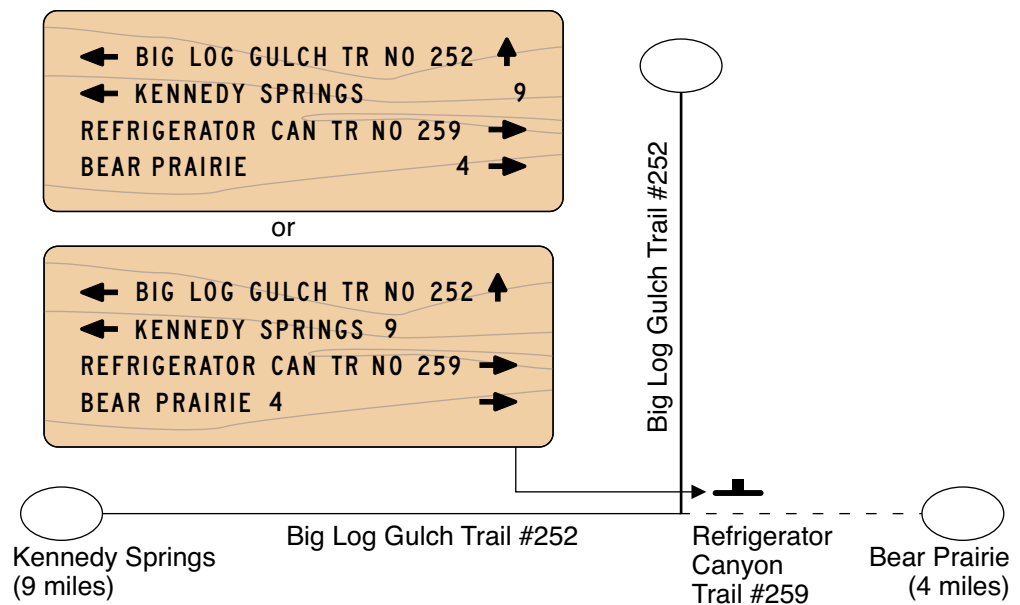 BIG LOG GULCH TR NO 252
KENNEDY SPRINGS 9
REFRIGERATOR CAN TR NO 259
BEAR PRAIRIE 4
or
BIG LOG GULCH TR NO 252
KENNEDY SPRINGS 9
REFRIGERATOR CAN TR NO 259
BEAR PRAIRIE 4
Big Log Gulch Trail #252
Big Log Gulch Trail #252
Kennedy Springs
(9 miles)
Refrigerator
Canyon
Trail #259
Bear Prairie
(4 miles)